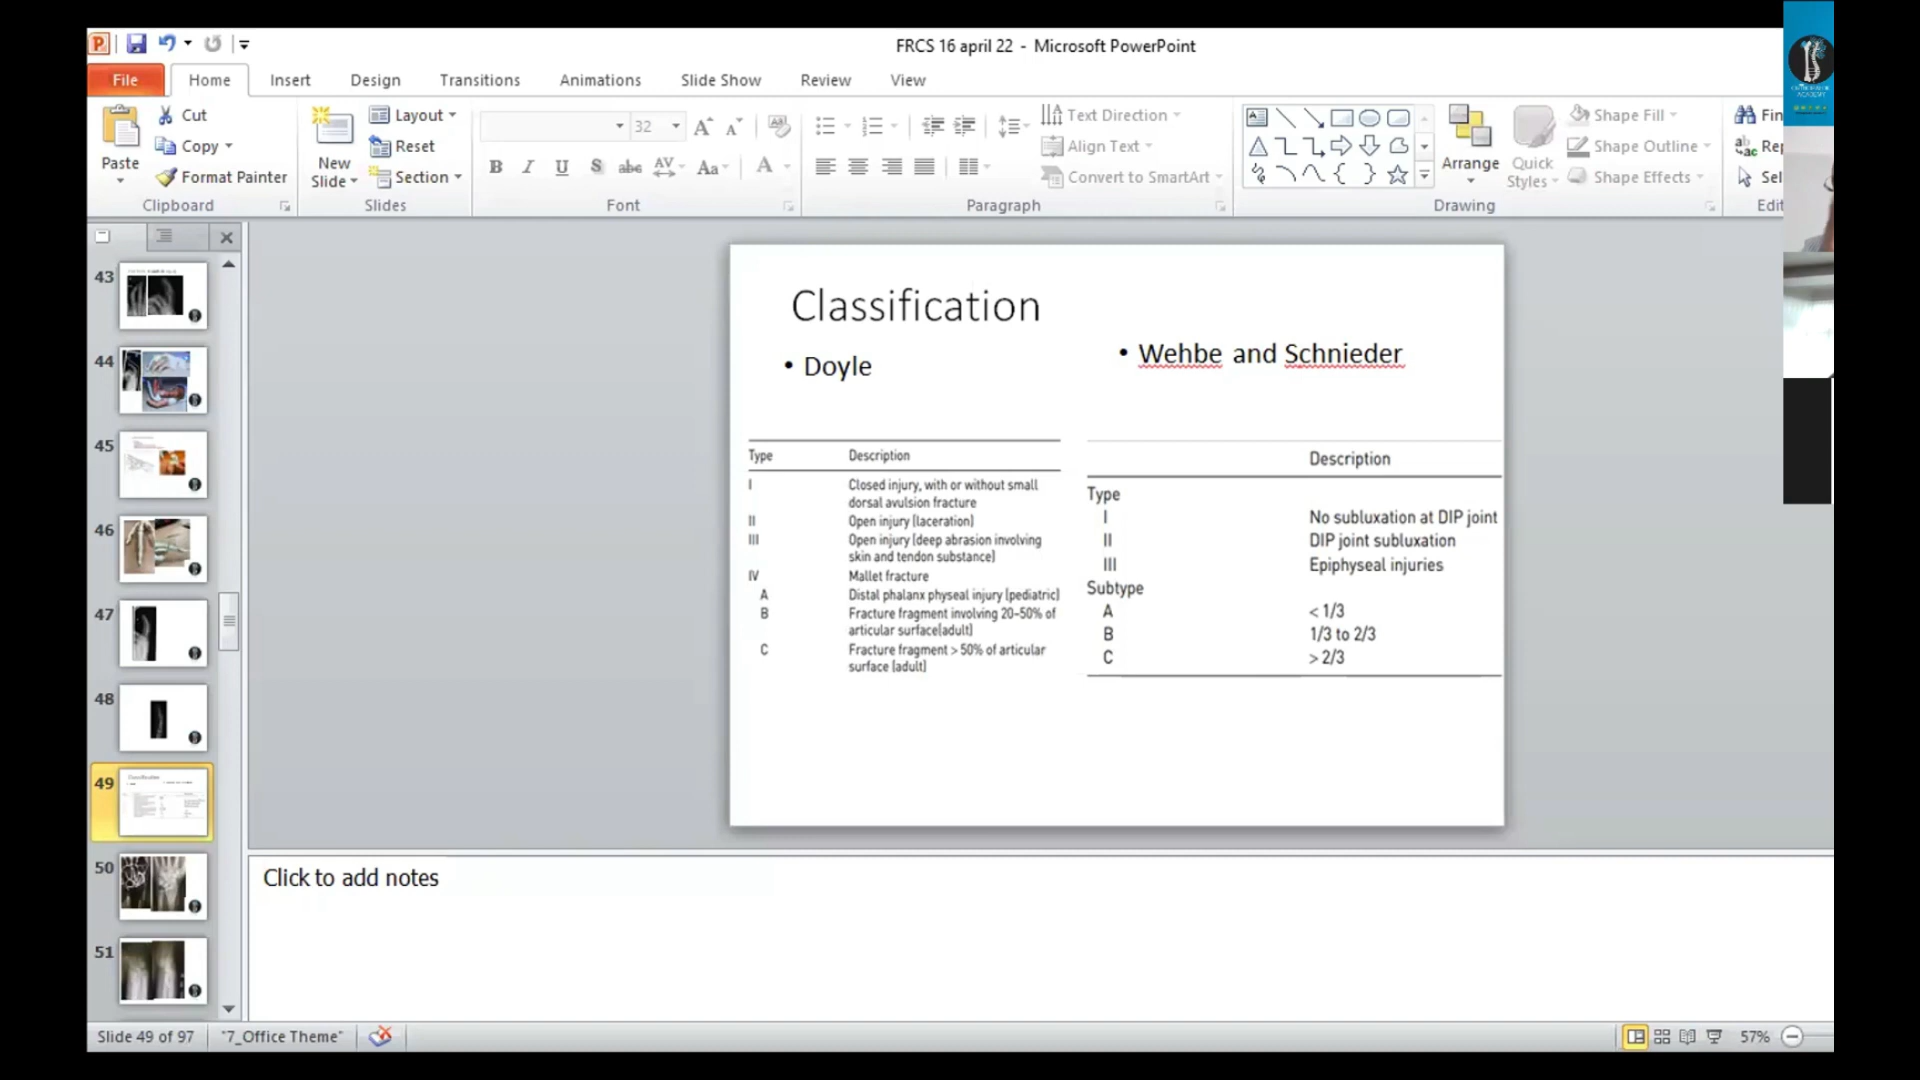 FRCS 16 april 22 - Microsoft PowerPoint
File Home Insert Design Transitions Animations Slide Show Review View
Paste
Cut
Copy
Format Painter
Clipboard
New
Slide
Layout
Reset
Section
Slides
32
Font
Text Direction
Align Text
Convert to SmartArt
Paragraph
Arrange
Quick
Styles
Shape Fill
Shape Outline
Shape Effects
Drawing
43
44
45
46
47
48
49
50
51
Classification
• Doyle
Type Description
I Closed injury, with or without small
dorsal avulsion fracture
II Open injury (laceration)
III Open injury (deep abrasion involving
skin and tendon substance)
IV Mallet fracture
A Distal phalanx physeal injury (pediatric)
B Fracture fragment involving 20–50% of
articular surface(adult)
C Fracture fragment > 50% of articular
surface (adult)
• Wehbe and Schnieder
Description
Type
I No subluxation at DIP joint
II DIP joint subluxation
III Epiphyseal injuries
Subtype
A < 1/3
B 1/3 to 2/3
C > 2/3
Click to add notes
Slide 49 of 97 "7_Office Theme" 57%